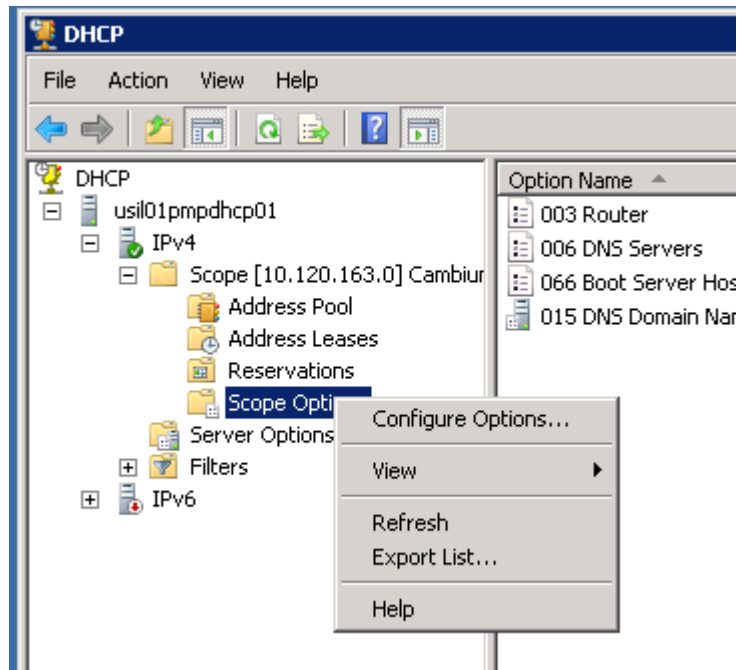 DHCP
File Action View Help
DHCP
usil01pmpdhcp01
IPv4
Scope [10.120.163.0] Cambiur
Address Pool
Address Leases
Reservations
Scope Opti
Server Options
Filters
IPv6
Option Name
003 Router
006 DNS Servers
066 Boot Server Hos
015 DNS Domain Nar
Configure Options...
View
Refresh
Export List...
Help